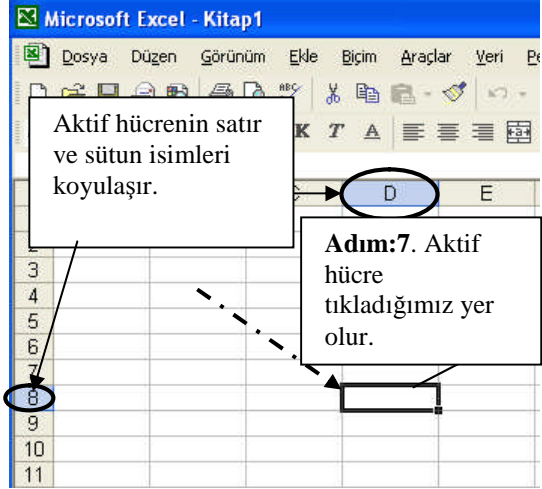 Microsoft Excel - Kitap1
Dosya Düzen Görünüm Ekle Biçim Araçlar Veri
ABC
K T A
Aktif hücrenin satır
ve sütun isimleri
koyulaşır.
D E
Adım:7. Aktif
hücre
tıkladığımız yer
olur.
3
4
5
6
7
8
9
10
11